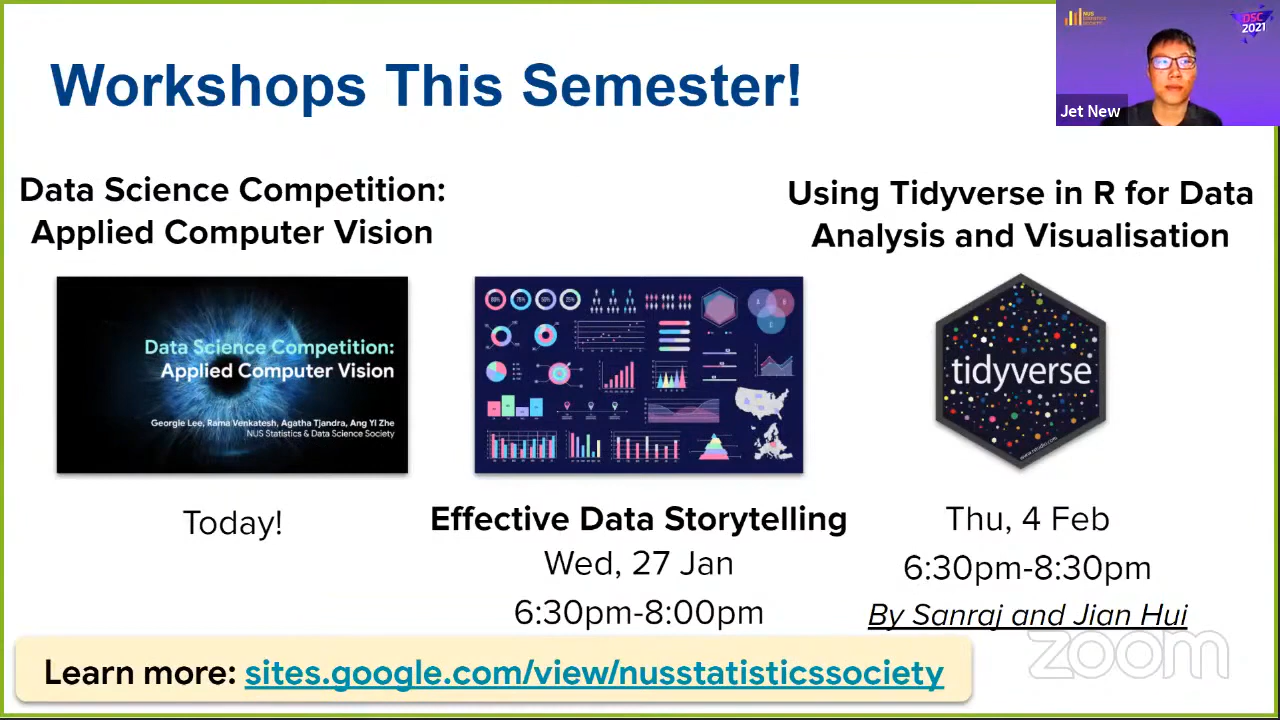 Workshops This Semester!
NUS
STATISTICS
SOCIETY
DSC
2021
Jet New
Data Science Competition:
Applied Computer Vision
Using Tidyverse in R for Data
Analysis and Visualisation
Data Science Competition:
Applied Computer Vision
Georgie Lee, Rama Venkatesh, Agatha Tjandra, Ang Yi Zhe
NUS Statistics & Data Science Society
A
B
C
tidyverse
Today!
Effective Data Storytelling
Wed, 27 Jan
6:30pm-8:00pm
Thu, 4 Feb
6:30pm-8:30pm
By Sanraj and Jian Hui
zoom
Learn more: sites.google.com/view/nusstatisticssociety